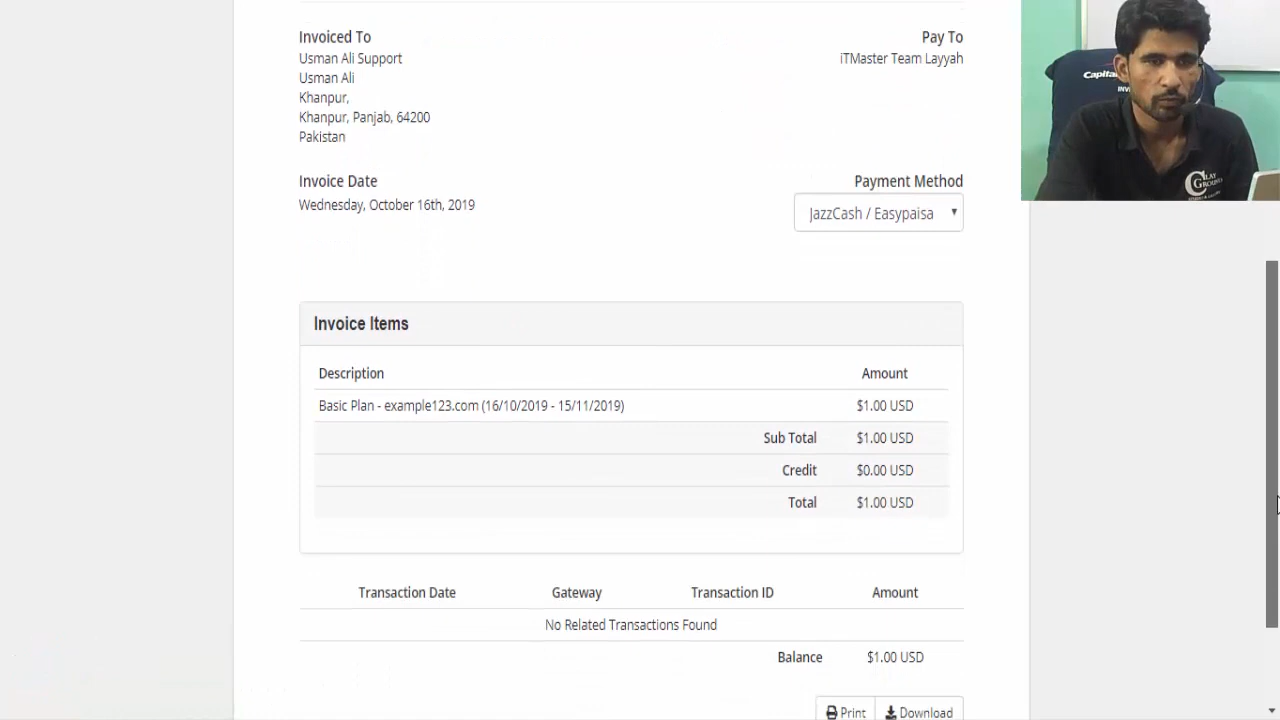 Invoiced To
Usman Ali Support
Usman Ali
Khanpur,
Khanpur, Panjab, 64200
Pakistan
Pay To
iTMaster Team Layyah
Invoice Date
Wednesday, October 16th, 2019
Payment Method
JazzCash / Easypaisa
Invoice Items
Description Amount
Basic Plan - example123.com (16/10/2019 - 15/11/2019) $1.00 USD
Sub Total $1.00 USD
Credit $0.00 USD
Total $1.00 USD
Transaction Date Gateway Transaction ID Amount
No Related Transactions Found
Balance $1.00 USD
Print Download